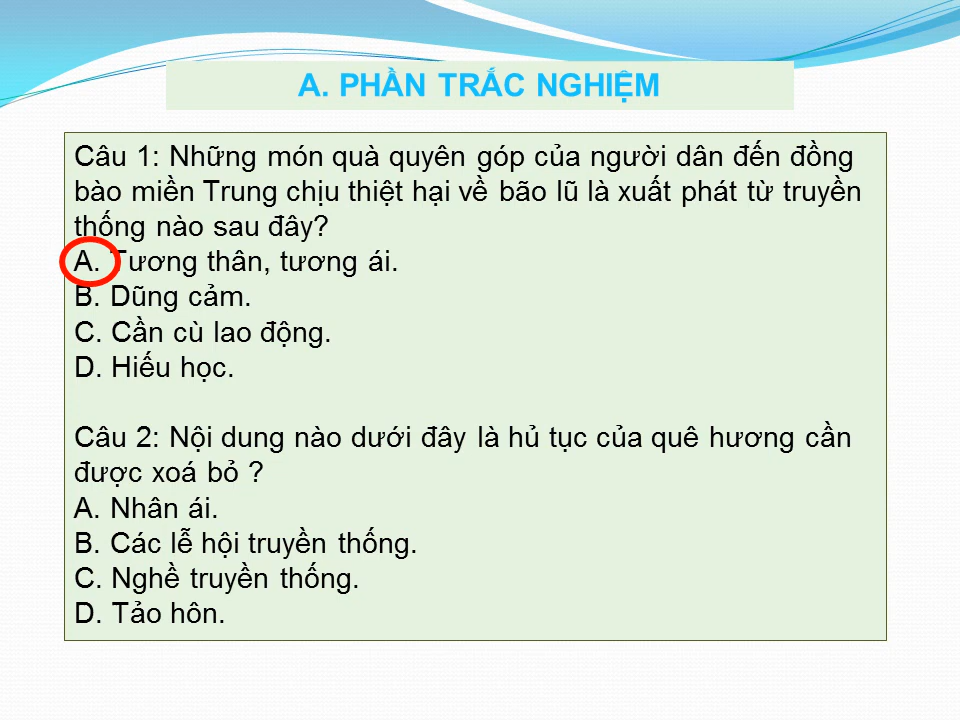 A. PHẦN TRẮC NGHIỆM
Câu 1: Những món quà quyên góp của người dân đến đồng
bào miền Trung chịu thiệt hại về bão lũ là xuất phát từ truyền
thống nào sau đây?
A. Tương thân, tương ái.
B. Dũng cảm.
C. Cần cù lao động.
D. Hiếu học.
Câu 2: Nội dung nào dưới đây là hủ tục của quê hương cần
được xoá bỏ ?
A. Nhân ái.
B. Các lễ hội truyền thống.
C. Nghề truyền thống.
D. Tảo hôn.